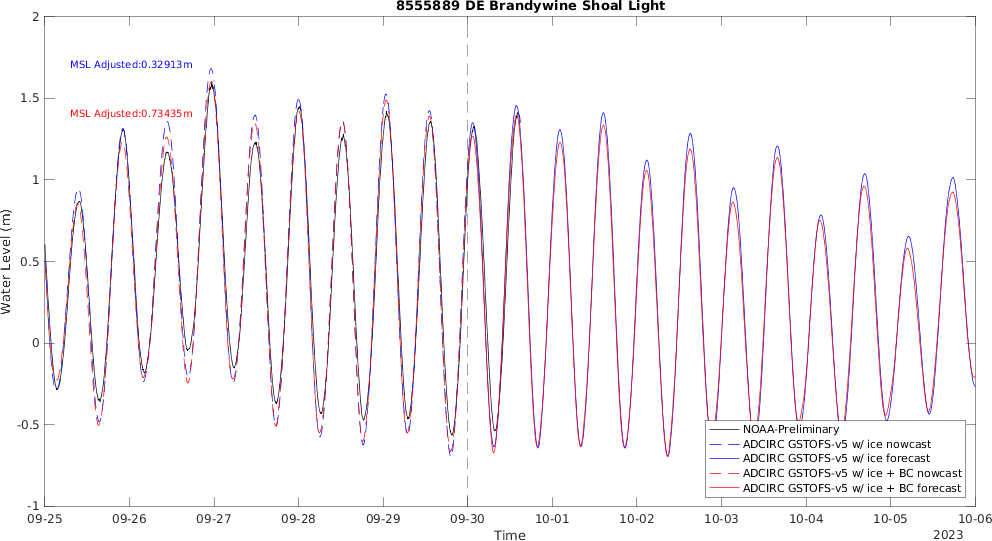 8555889 DE Brandywine Shoal Light
MSL Adjusted:0.32913m
MSL Adjusted:0.73435m
2
1.5
1
0.5
0
-0.5
-1
Water Level (m)
NOAA-Preliminary
ADCIRC GSTOFS-v5 w/ ice nowcast
ADCIRC GSTOFS-v5 w/ ice forecast
ADCIRC GSTOFS-v5 w/ ice + BC nowcast
ADCIRC GSTOFS-v5 w/ ice + BC forecast
09-25 09-26 09-27 09-28 09-29 09-30 10-01 10-02 10-03 10-04 10-05 10-06
Time
2023